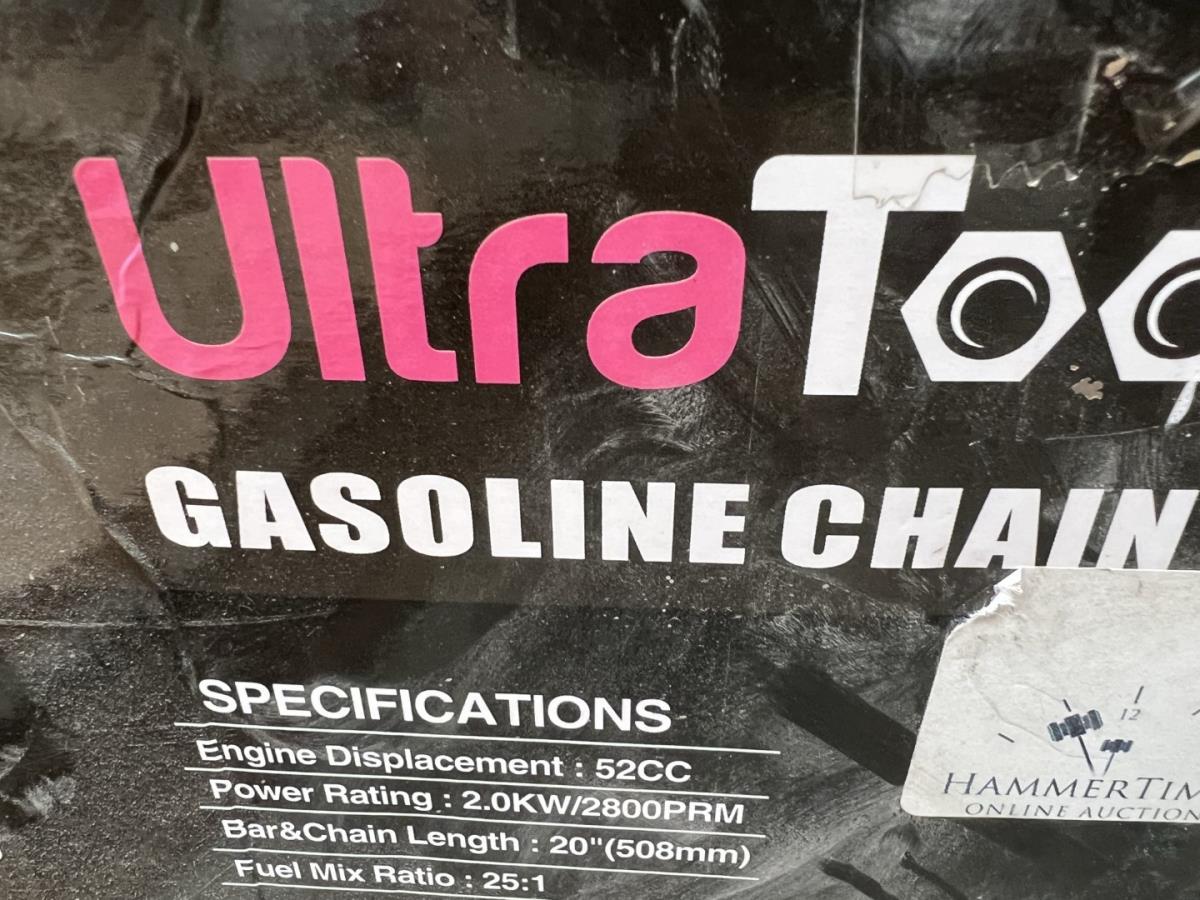 Ultra Too
GASOLINE CHAIN
SPECIFICATIONS
Engine Displacement : 52CC
Power Rating : 2.0KW/2800PRM
Bar&Chain Length : 20"(508mm)
Fuel Mix Ratio : 25:1
12
HAMMERTIM
ONLINE AUCTION